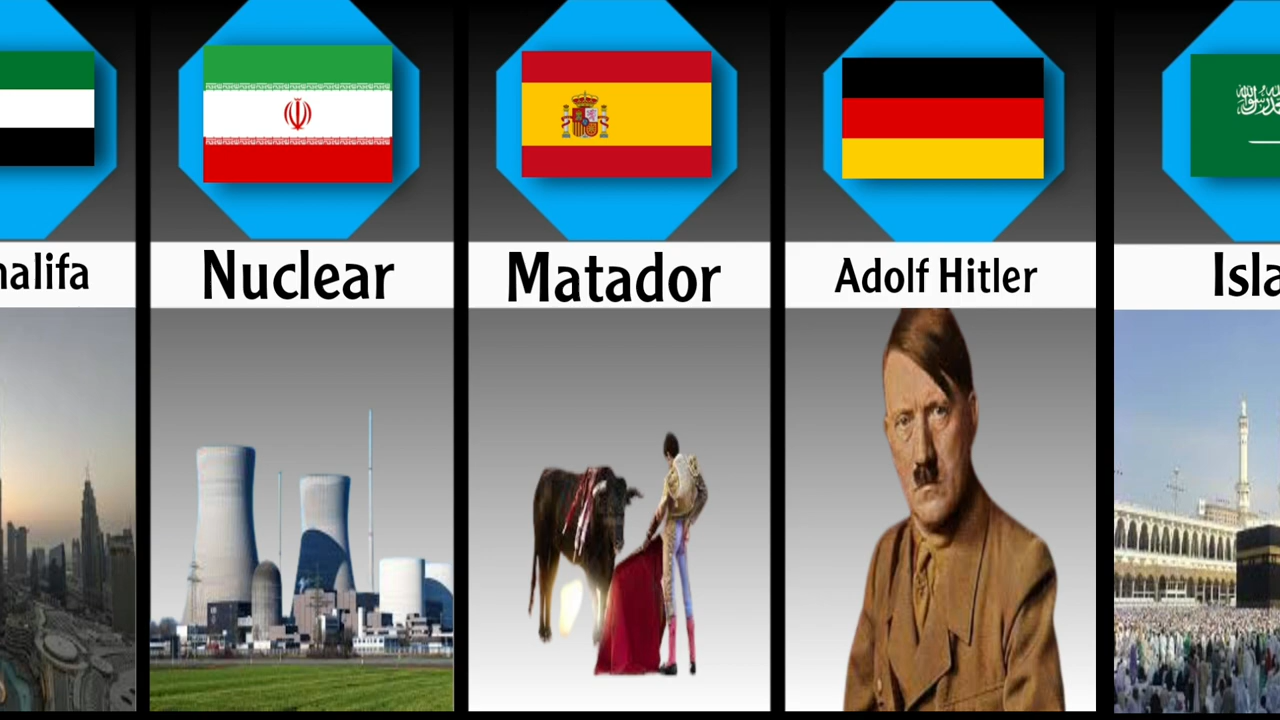 halifa
Nuclear
Matador
Adolf Hitler
Isla